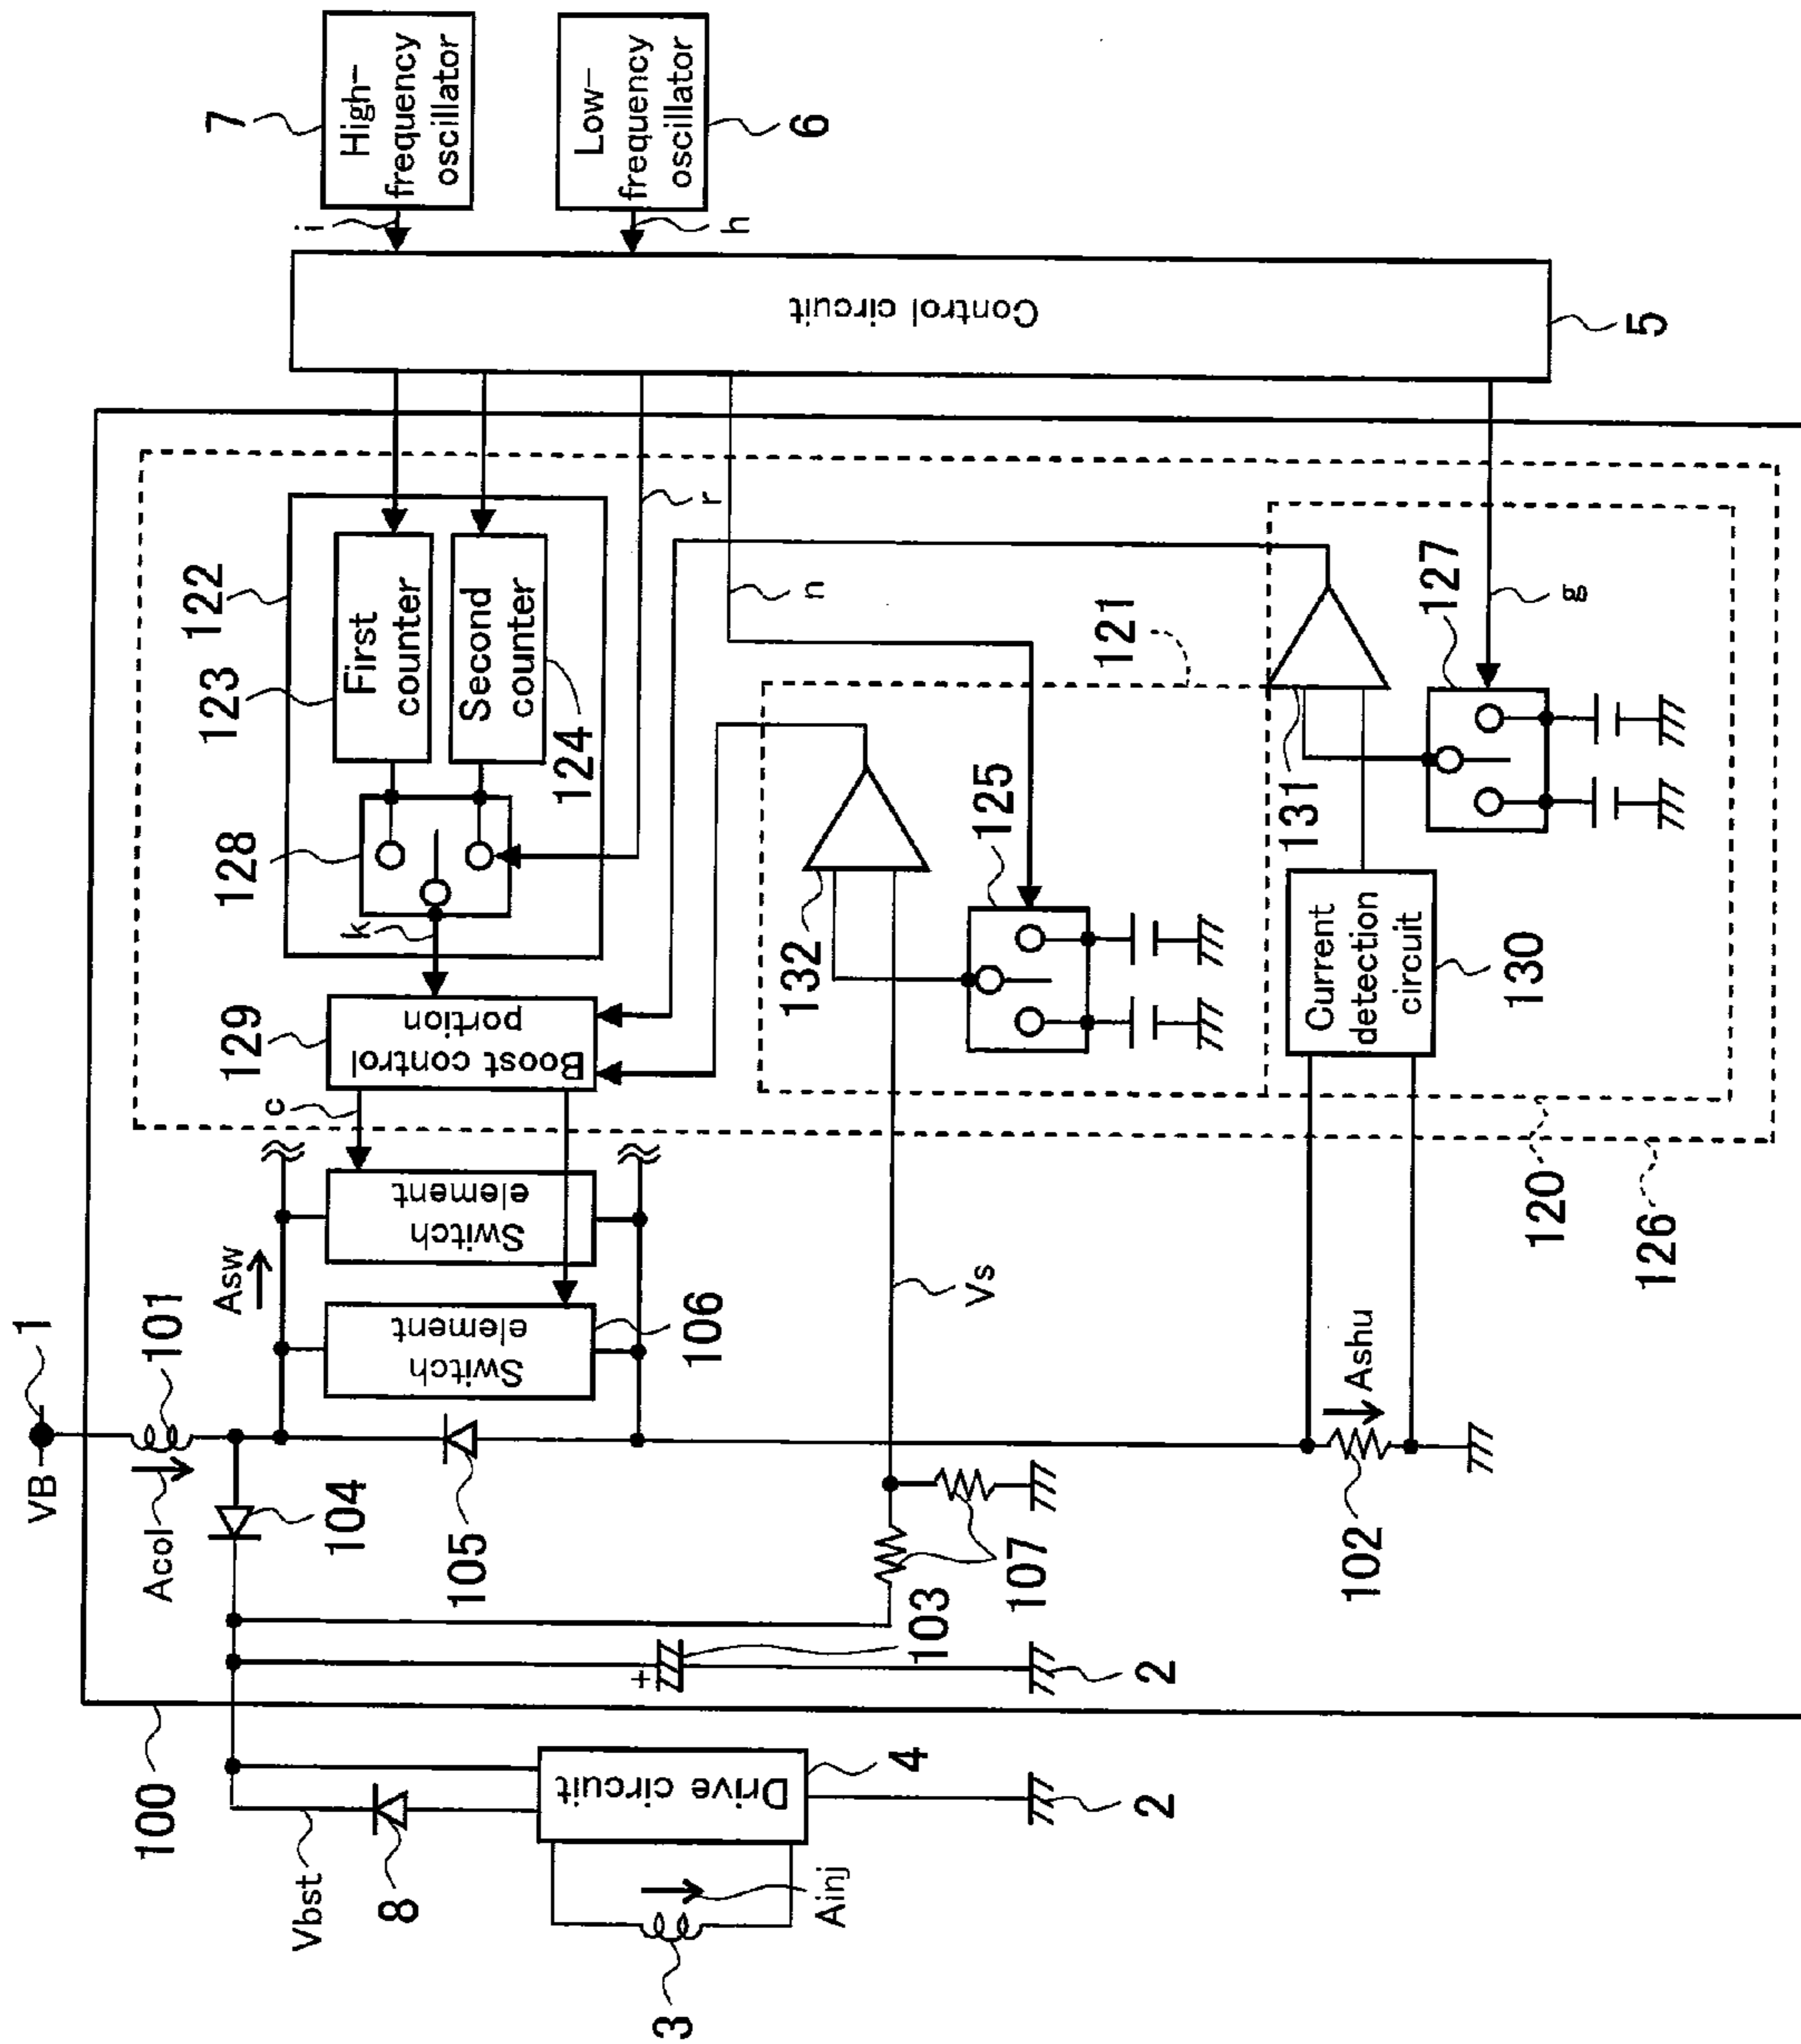 VB
1
101
Acol
Asw
104
105
100
Vbst
8
Drive circuit
4
3
Ainj
2
2
103
107
102
Ashu
Vs
106
Switch
element
Switch
element
c
129
Boost control
portion
k
128
122
123
First
counter
Second
counter
124
r
n
132
125
121
131
127
g
Current
detection
circuit
130
120
126
Control circuit
5
i
h
7
High-
frequency
oscillator
Low-
frequency
oscillator
6
+